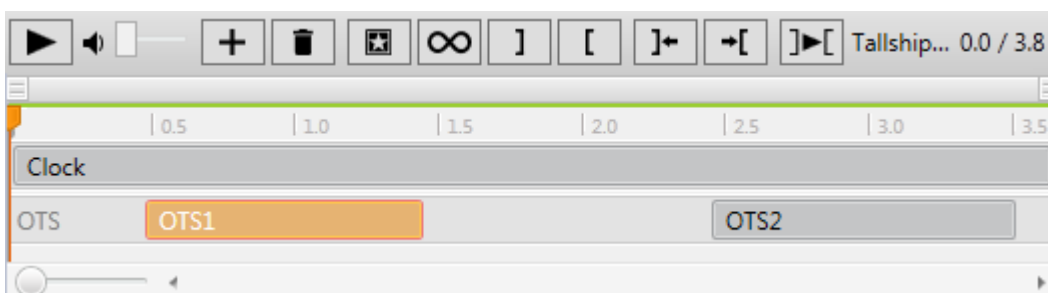 ] [ ]← →[ ]►[ Tallship... 0.0 / 3.8
0.5 1.0 1.5 2.0 2.5 3.0 3.5
Clock
OTS OTS1 OTS2